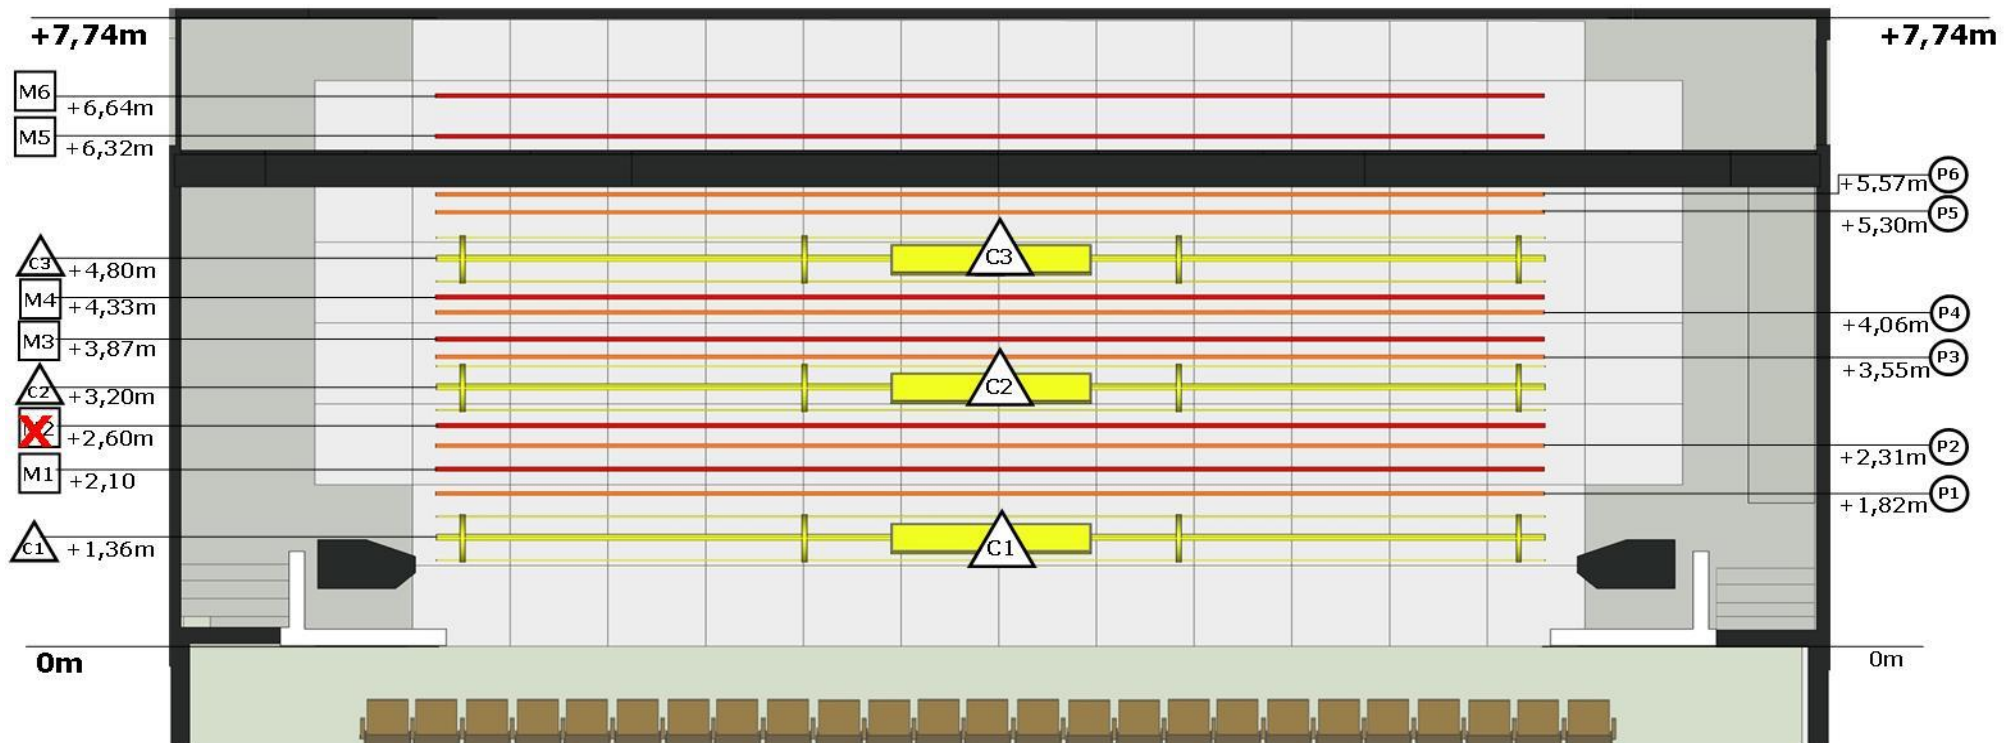 +7,74m
+7,74m
M6
+6,64m
M5
+6,32m
P6
+5,57m
P5
+5,30m
C3
C3
+4,80m
M4
+4,33m
P4
+4,06m
M3
+3,87m
P3
+3,55m
C2
C2
+3,20m
X
+2,60m
P2
+2,31m
M1
+2,10
P1
+1,82m
C1
C1
+1,36m
0m
0m